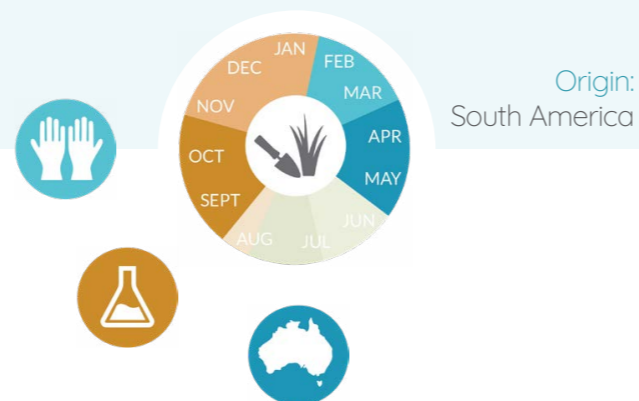 JAN
FEB
MAR
APR
MAY
JUN
JUL
AUG
SEPT
OCT
NOV
DEC
Origin:
South America